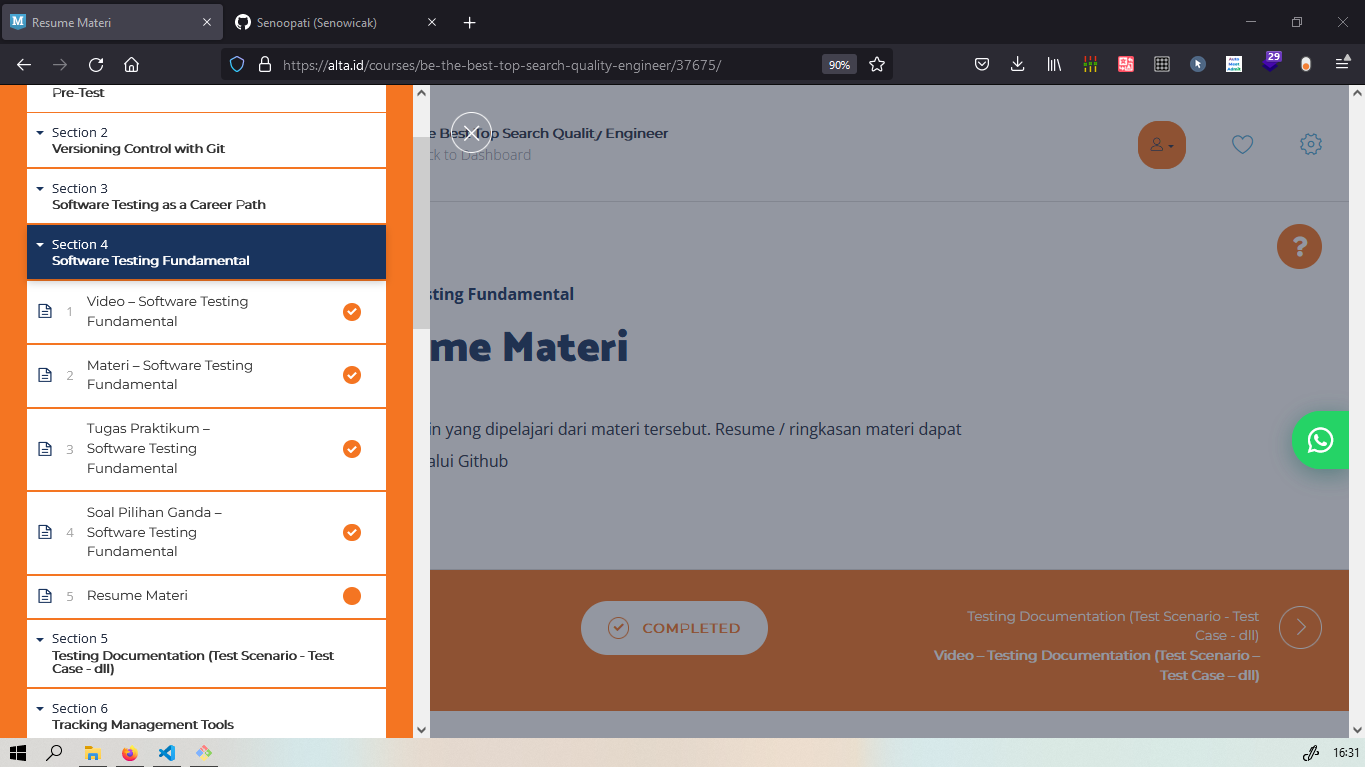 Resume Materi
Senoopati (Senowicak)
https://alta.id/courses/be-the-best-top-search-quality-engineer/37675/
90%
29
Pre-Test
Section 2
Versioning Control with Git
Section 3
Software Testing as a Career Path
Section 4
Software Testing Fundamental
1 Video – Software Testing
Fundamental
2 Materi – Software Testing
Fundamental
3 Tugas Praktikum –
Software Testing
Fundamental
4 Soal Pilihan Ganda –
Software Testing
Fundamental
5 Resume Materi
Section 5
Testing Documentation (Test Scenario - Test
Case - dll)
Section 6
Tracking Management Tools
e Best Top Search Quality Engineer
ck to Dashboard
?
sting Fundamental
me Materi
in yang dipelajari dari materi tersebut. Resume / ringkasan materi dapat
alui Github
COMPLETED
Testing Documentation (Test Scenario - Test
Case - dll)
Video – Testing Documentation (Test Scenario –
Test Case – dll)
16:31